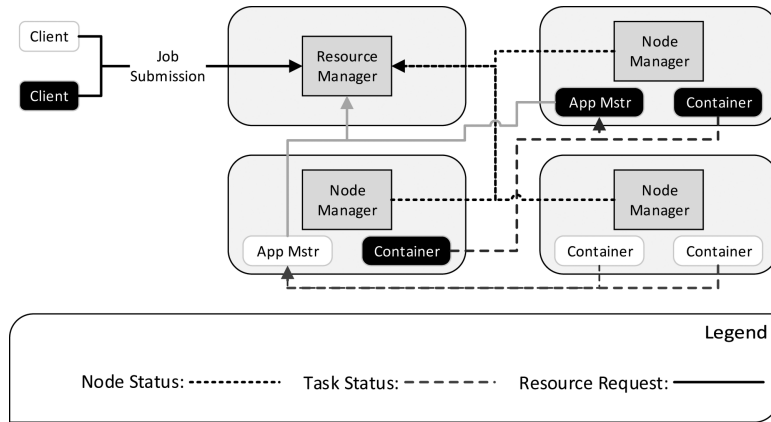 Client
Client
Job
Submission
Resource
Manager
Node
Manager
App Mstr
Container
Node
Manager
App Mstr
Container
Node
Manager
Container
Container
Legend
Node Status:
Task Status:
Resource Request: